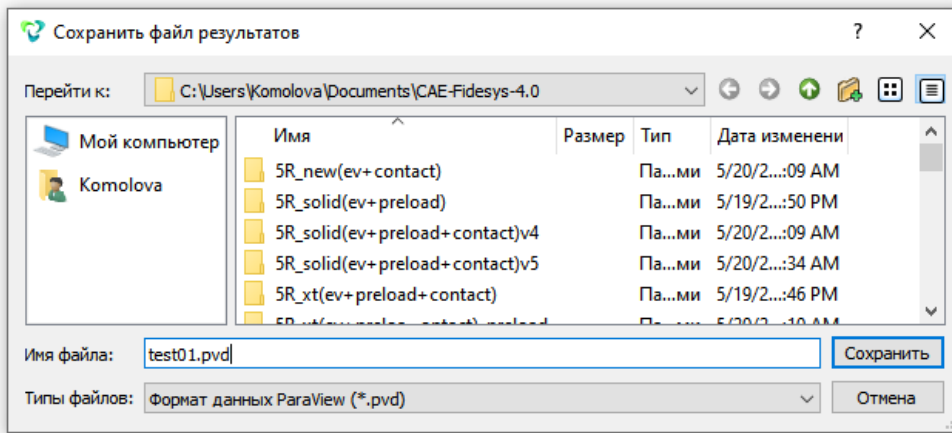 Сохранить файл результатов ?
Перейти к: C:\Users\Komolova\Documents\CAE-Fidesys-4.0
Мой компьютер
Komolova
Имя Размер Тип Дата изменени
5R_new(ev+contact) Па...ми 5/20/2...:09 AM
5R_solid(ev+preload) Па...ми 5/19/2...:50 PM
5R_solid(ev+preload+contact)v4 Па...ми 5/20/2...:09 AM
5R_solid(ev+preload+contact)v5 Па...ми 5/20/2...:34 AM
5R_xt(ev+preload+contact) Па...ми 5/19/2...:46 PM
Имя файла: test01.pvd Сохранить
Типы файлов: Формат данных ParaView (*.pvd) Отмена